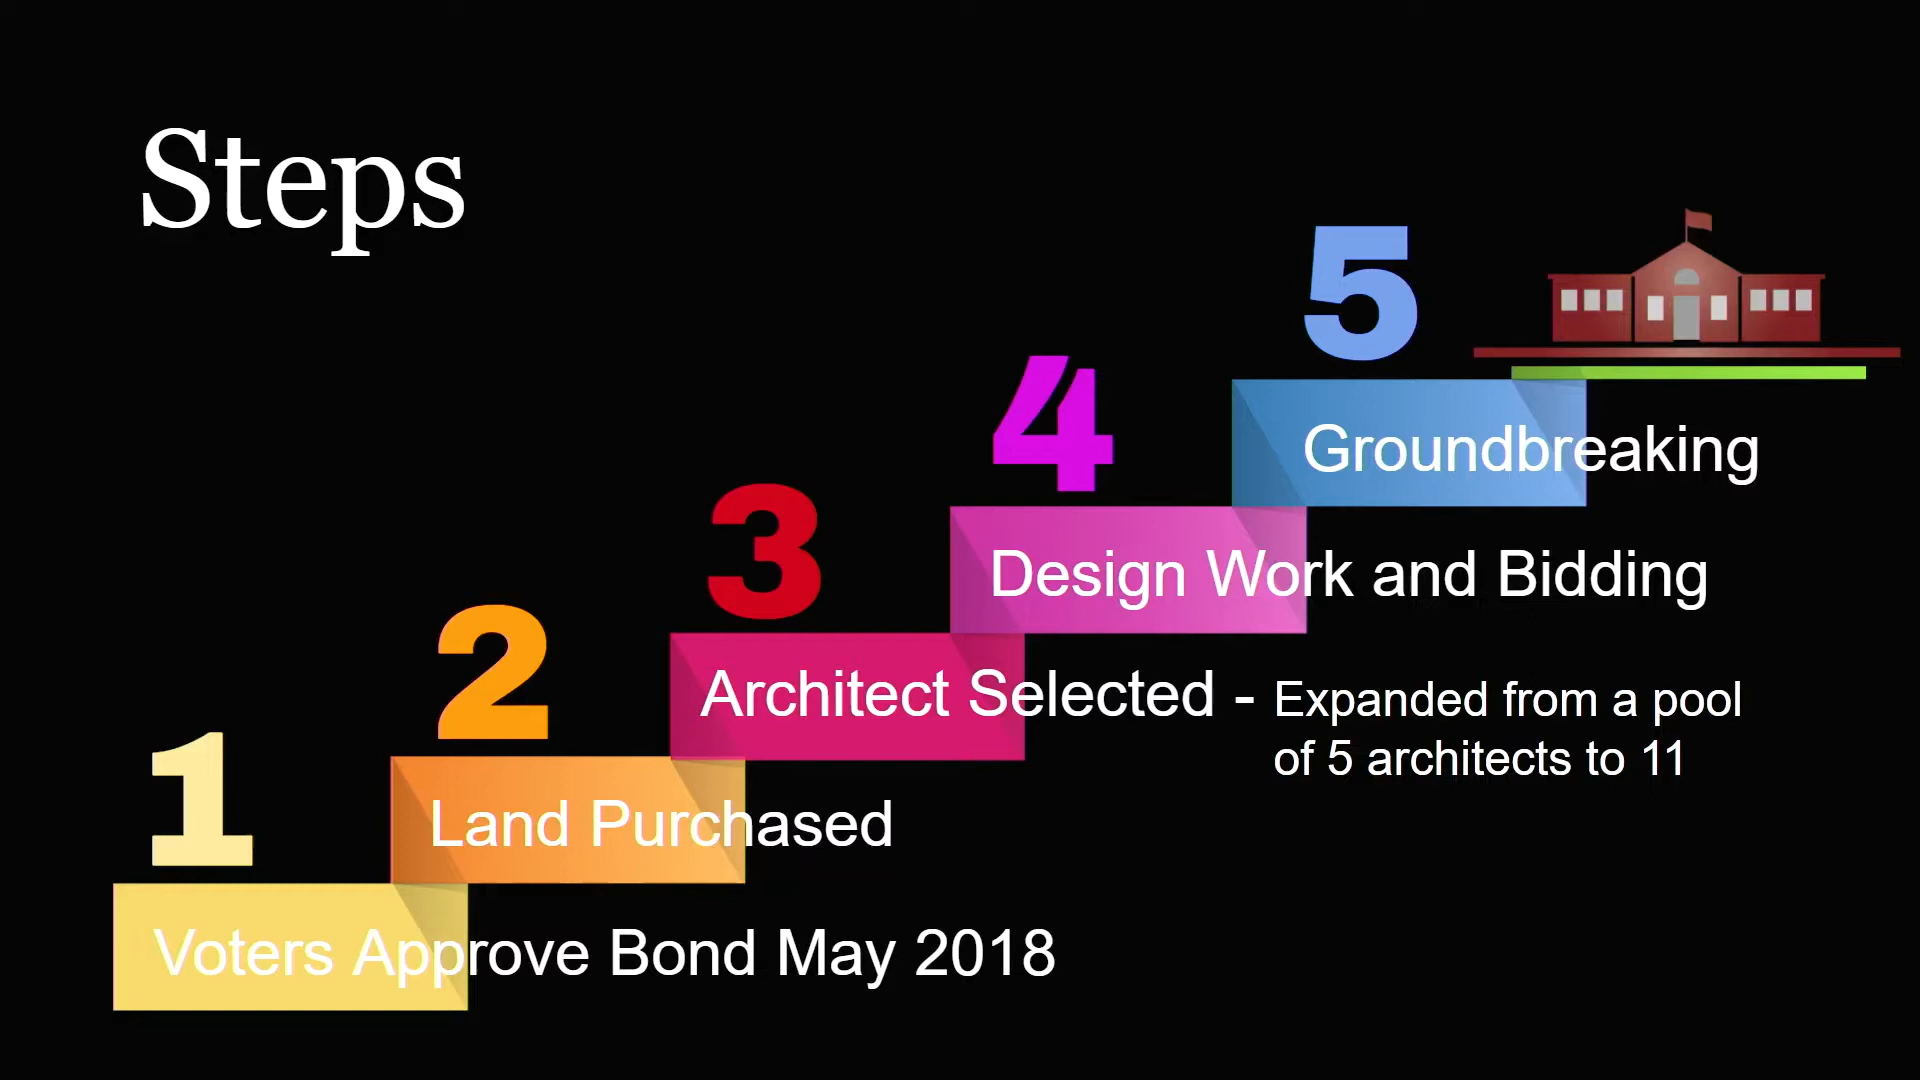 Steps
5
Groundbreaking
4
Design Work and Bidding
3
Architect Selected - Expanded from a pool
of 5 architects to 11
2
Land Purchased
1
Voters Approve Bond May 2018